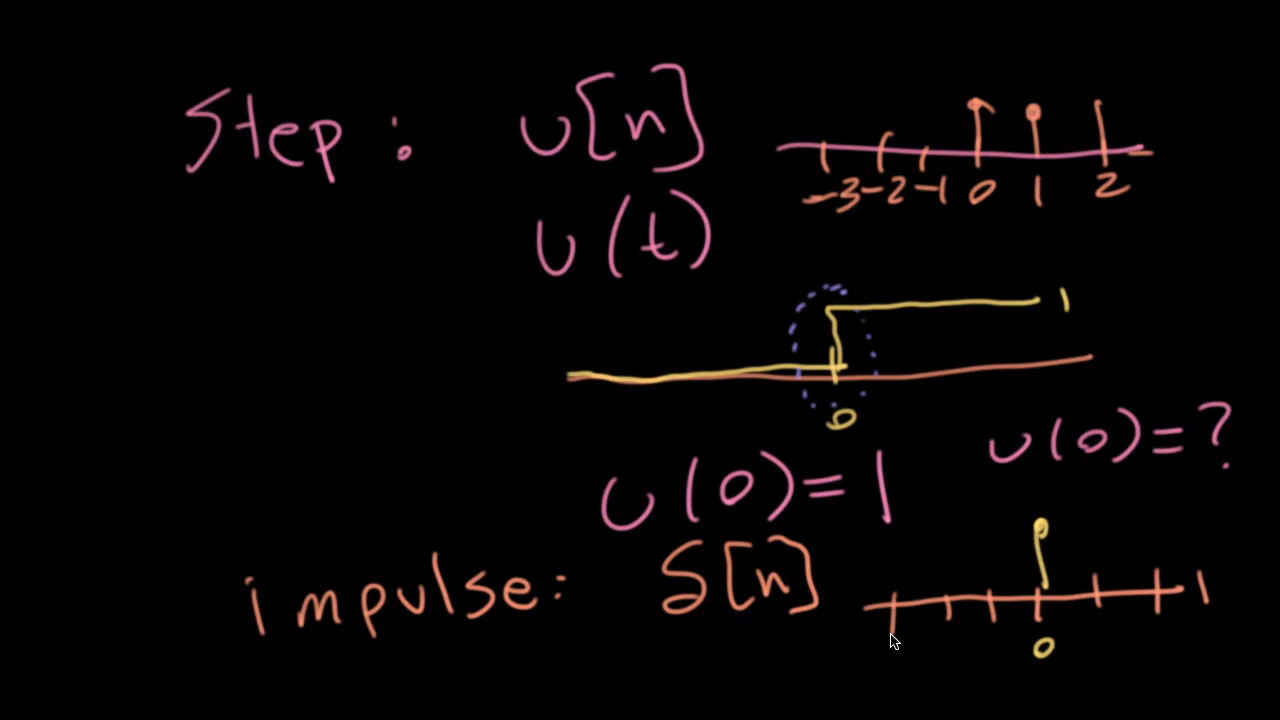 Step: u[n]
-3 -2 -1 0 1 2
u(t)
1
0
u(0)=?
u(0)=1
impulse: δ[n]
1
0